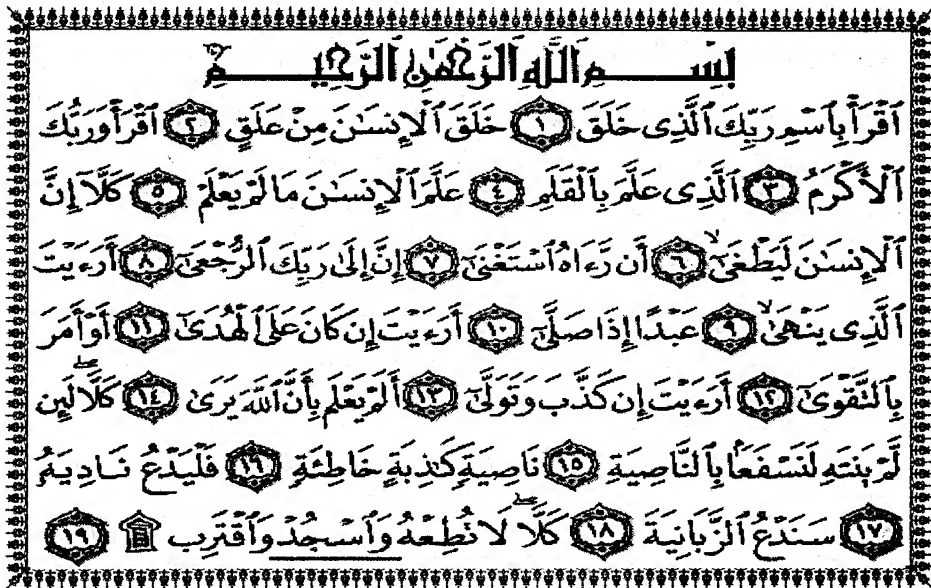 بِسْمِ ٱللَّهِ ٱلرَّحْمَٰنِ ٱلرَّحِيمِ
ٱقْرَأْ بِٱسْمِ رَبِّكَ ٱلَّذِى خَلَقَ ١ خَلَقَ ٱلْإِنسَٰنَ مِنْ عَلَقٍ ٢ ٱقْرَأْ وَرَبُّكَ
ٱلْأَكْرَمُ ٣ ٱلَّذِى عَلَّمَ بِٱلْقَلَمِ ٤ عَلَّمَ ٱلْإِنسَٰنَ مَا لَمْ يَعْلَمْ ٥ كَلَّآ إِنَّ
ٱلْإِنسَٰنَ لَيَطْغَىٰٓ ۙ ٦ أَن رَّءَاهُ ٱسْتَغْنَىٰٓ ٧ إِنَّ إِلَىٰ رَبِّكَ ٱلرُّجْعَىٰٓ ٨ أَرَءَيْتَ
ٱلَّذِى يَنْهَىٰ ۙ ٩ عَبْدًا إِذَا صَلَّىٰٓ ١٠ أَرَءَيْتَ إِن كَانَ عَلَى ٱلْهُدَىٰٓ ١١ أَوْ أَمَرَ
بِٱلتَّقْوَىٰٓ ١٢ أَرَءَيْتَ إِن كَذَّبَ وَتَوَلَّىٰٓ ١٣ أَلَمْ يَعْلَم بِأَنَّ ٱللَّهَ يَرَىٰ ١٤ كَلَّا لَئِن
لَّمْ يَنتَهِ لَنَسْفَعًۢا بِٱلنَّاصِيَةِ ١٥ نَاصِيَةٍ كَٰذِبَةٍ خَاطِئَةٍ ١٦ فَلْيَدْعُ نَادِيَهُۥ
١٧ سَنَدْعُ ٱلزَّبَانِيَةَ ١٨ كَلَّا لَا تُطِعْهُ وَٱسْجُدْ وَٱقْتَرِب ۩ ١٩